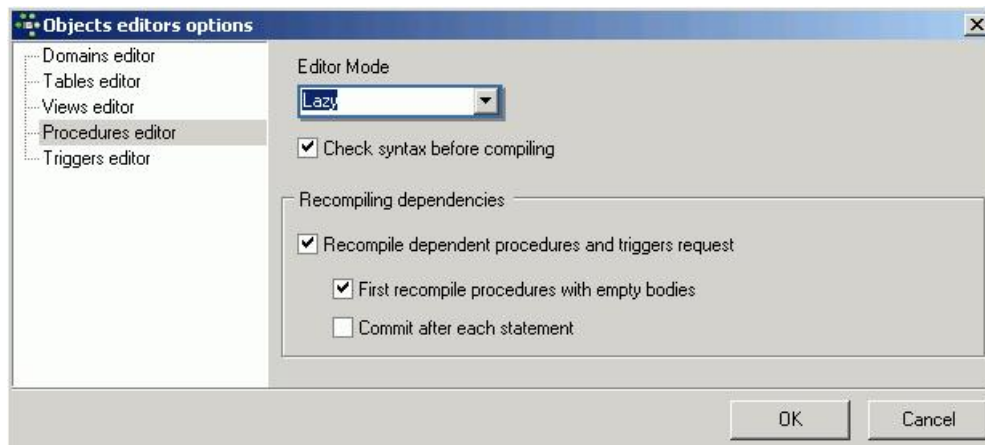 Objects editors options
Domains editor
Tables editor
Views editor
Procedures editor
Triggers editor
Editor Mode
Lazy
Check syntax before compiling
Recompiling dependencies
Recompile dependent procedures and triggers request
First recompile procedures with empty bodies
Commit after each statement
OK
Cancel